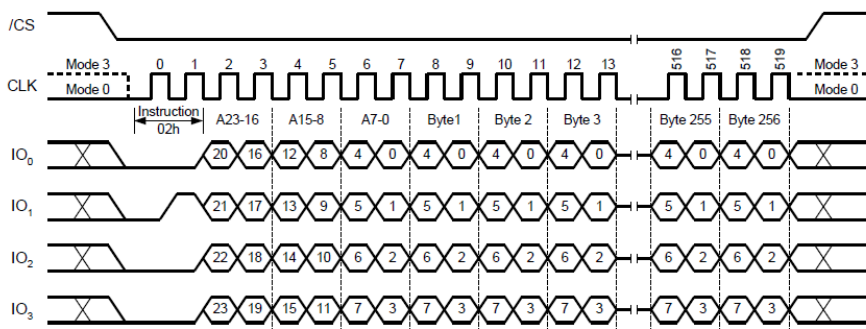 /CS
Mode 3 0 1 2 3 4 5 6 7 8 9 10 11 12 13 516 517 518 519 Mode 3
CLK Mode 0 Mode 0
Instruction A23-16 A15-8 A7-0 Byte1 Byte 2 Byte 3 Byte 255 Byte 256
02h
IO0 20 16 12 8 4 0 4 0 4 0 4 0 4 0 4 0
IO1 21 17 13 9 5 1 5 1 5 1 5 1 5 1 5 1
IO2 22 18 14 10 6 2 6 2 6 2 6 2 6 2 6 2
IO3 23 19 15 11 7 3 7 3 7 3 7 3 7 3 7 3